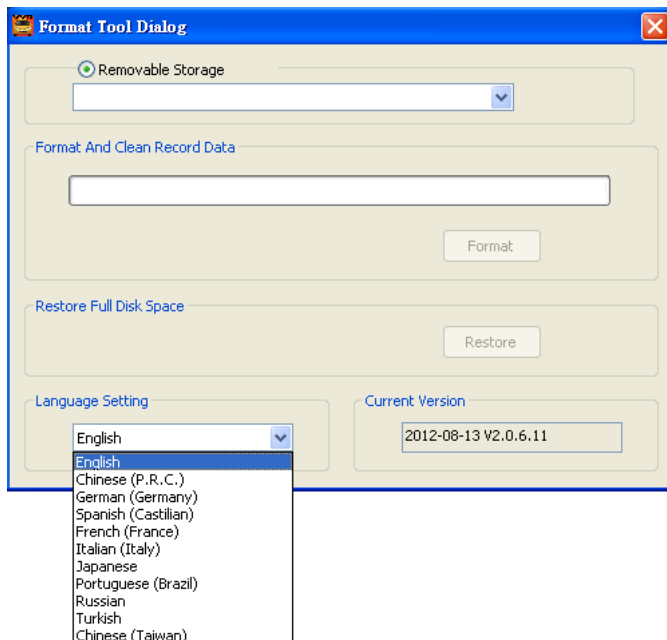 Format Tool Dialog
Removable Storage
Format And Clean Record Data
Format
Restore Full Disk Space
Restore
Language Setting
Current Version
English
2012-08-13 V2.0.6.11
English
Chinese (P.R.C.)
German (Germany)
Spanish (Castilian)
French (France)
Italian (Italy)
Japanese
Portuguese (Brazil)
Russian
Turkish
Chinese (Taiwan)